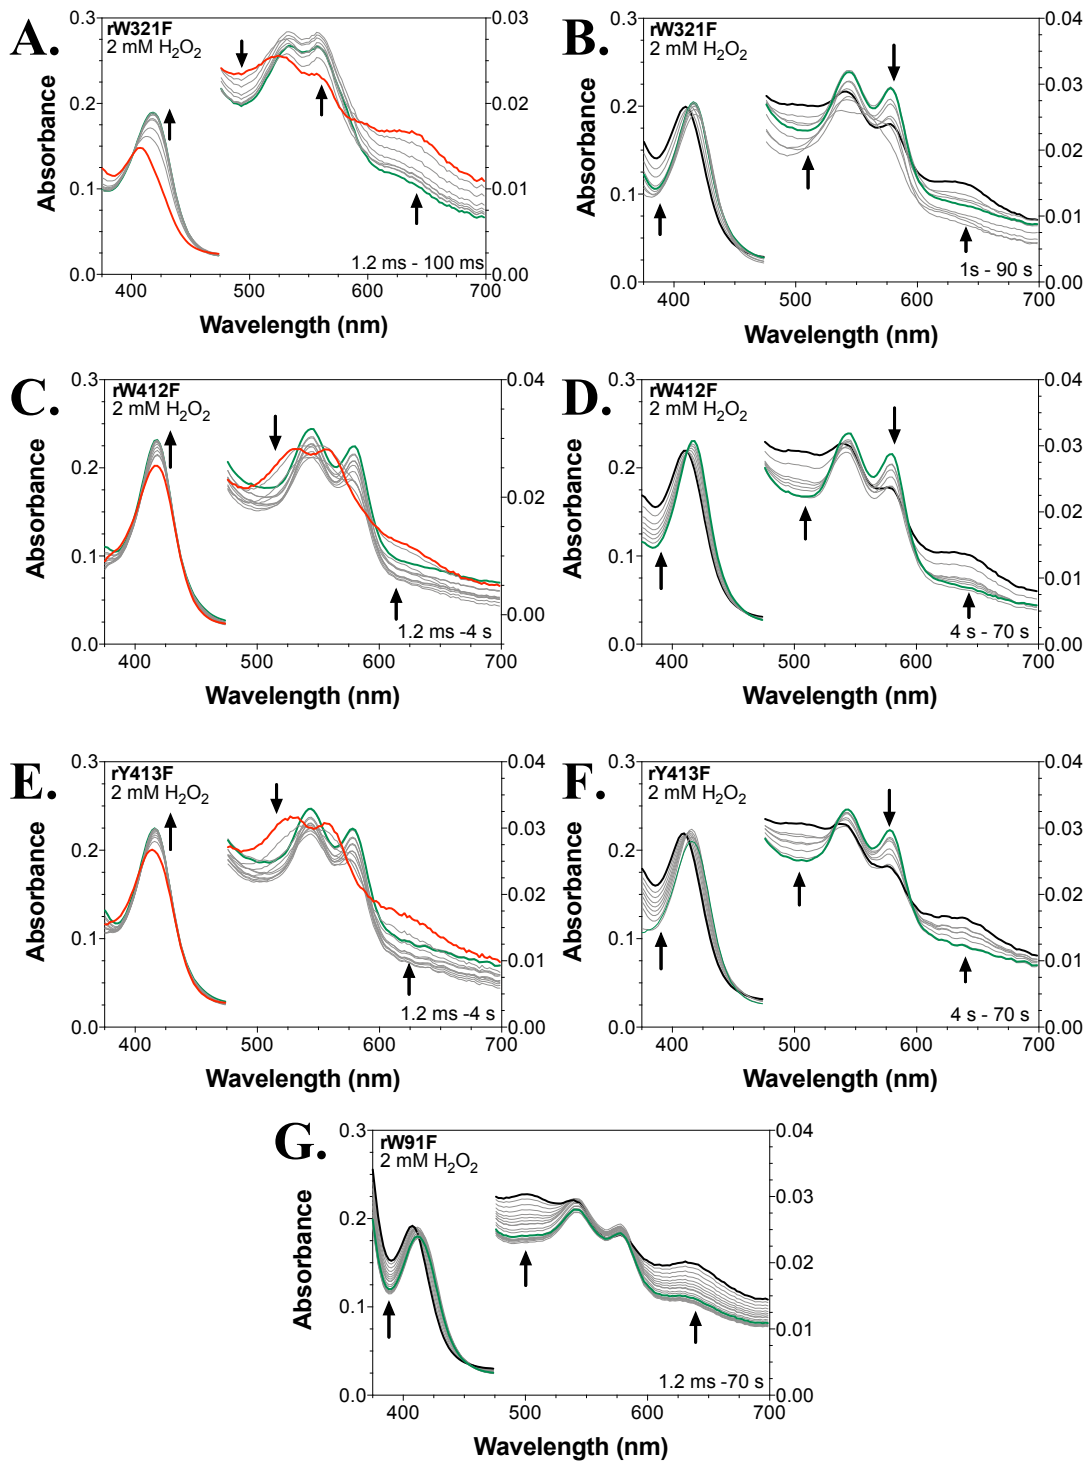 A.
rW321F
2 mM H₂O₂
0.3
0.2
0.1
0.0
0.03
0.02
0.01
0.00
Absorbance
1.2 ms - 100 ms
400 500 600 700
Wavelength (nm)
B.
rW321F
2 mM H₂O₂
0.3
0.2
0.1
0.0
0.04
0.03
0.02
0.01
0.00
Absorbance
1s - 90 s
400 500 600 700
Wavelength (nm)
C.
rW412F
2 mM H₂O₂
0.3
0.2
0.1
0.0
0.04
0.02
0.00
Absorbance
1.2 ms -4 s
400 500 600 700
Wavelength (nm)
D.
rW412F
2 mM H₂O₂
0.3
0.2
0.1
0.0
0.04
0.03
0.02
0.01
0.00
Absorbance
4 s - 70 s
400 500 600 700
Wavelength (nm)
E.
rY413F
2 mM H₂O₂
0.3
0.2
0.1
0.0
0.04
0.03
0.02
0.01
0.00
Absorbance
1.2 ms -4 s
400 500 600 700
Wavelength (nm)
F.
rY413F
2 mM H₂O₂
0.3
0.2
0.1
0.0
0.04
0.03
0.02
0.01
0.00
Absorbance
4 s - 70 s
400 500 600 700
Wavelength (nm)
G.
rW91F
2 mM H₂O₂
0.3
0.2
0.1
0.0
0.04
0.03
0.02
0.01
0.00
Absorbance
1.2 ms -70 s
400 500 600 700
Wavelength (nm)